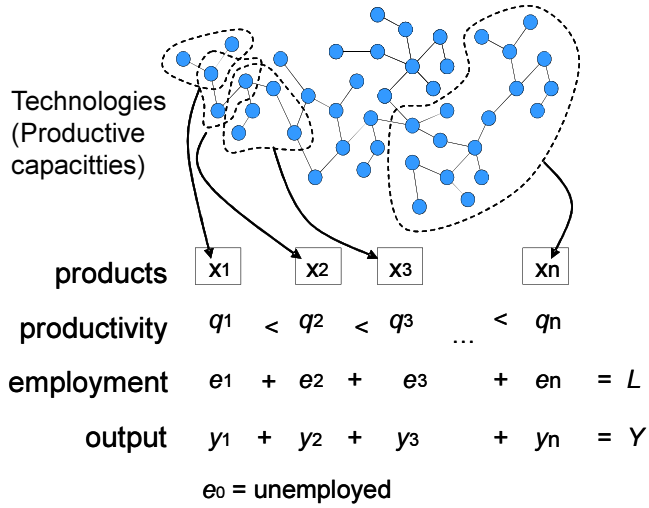 Technologies
(Productive
capacitties)
products x1 x2 x3 xn
productivity q1 < q2 < q3 ... < qn
employment e1 + e2 + e3 + en = L
output y1 + y2 + y3 + yn = Y
e0 = unemployed